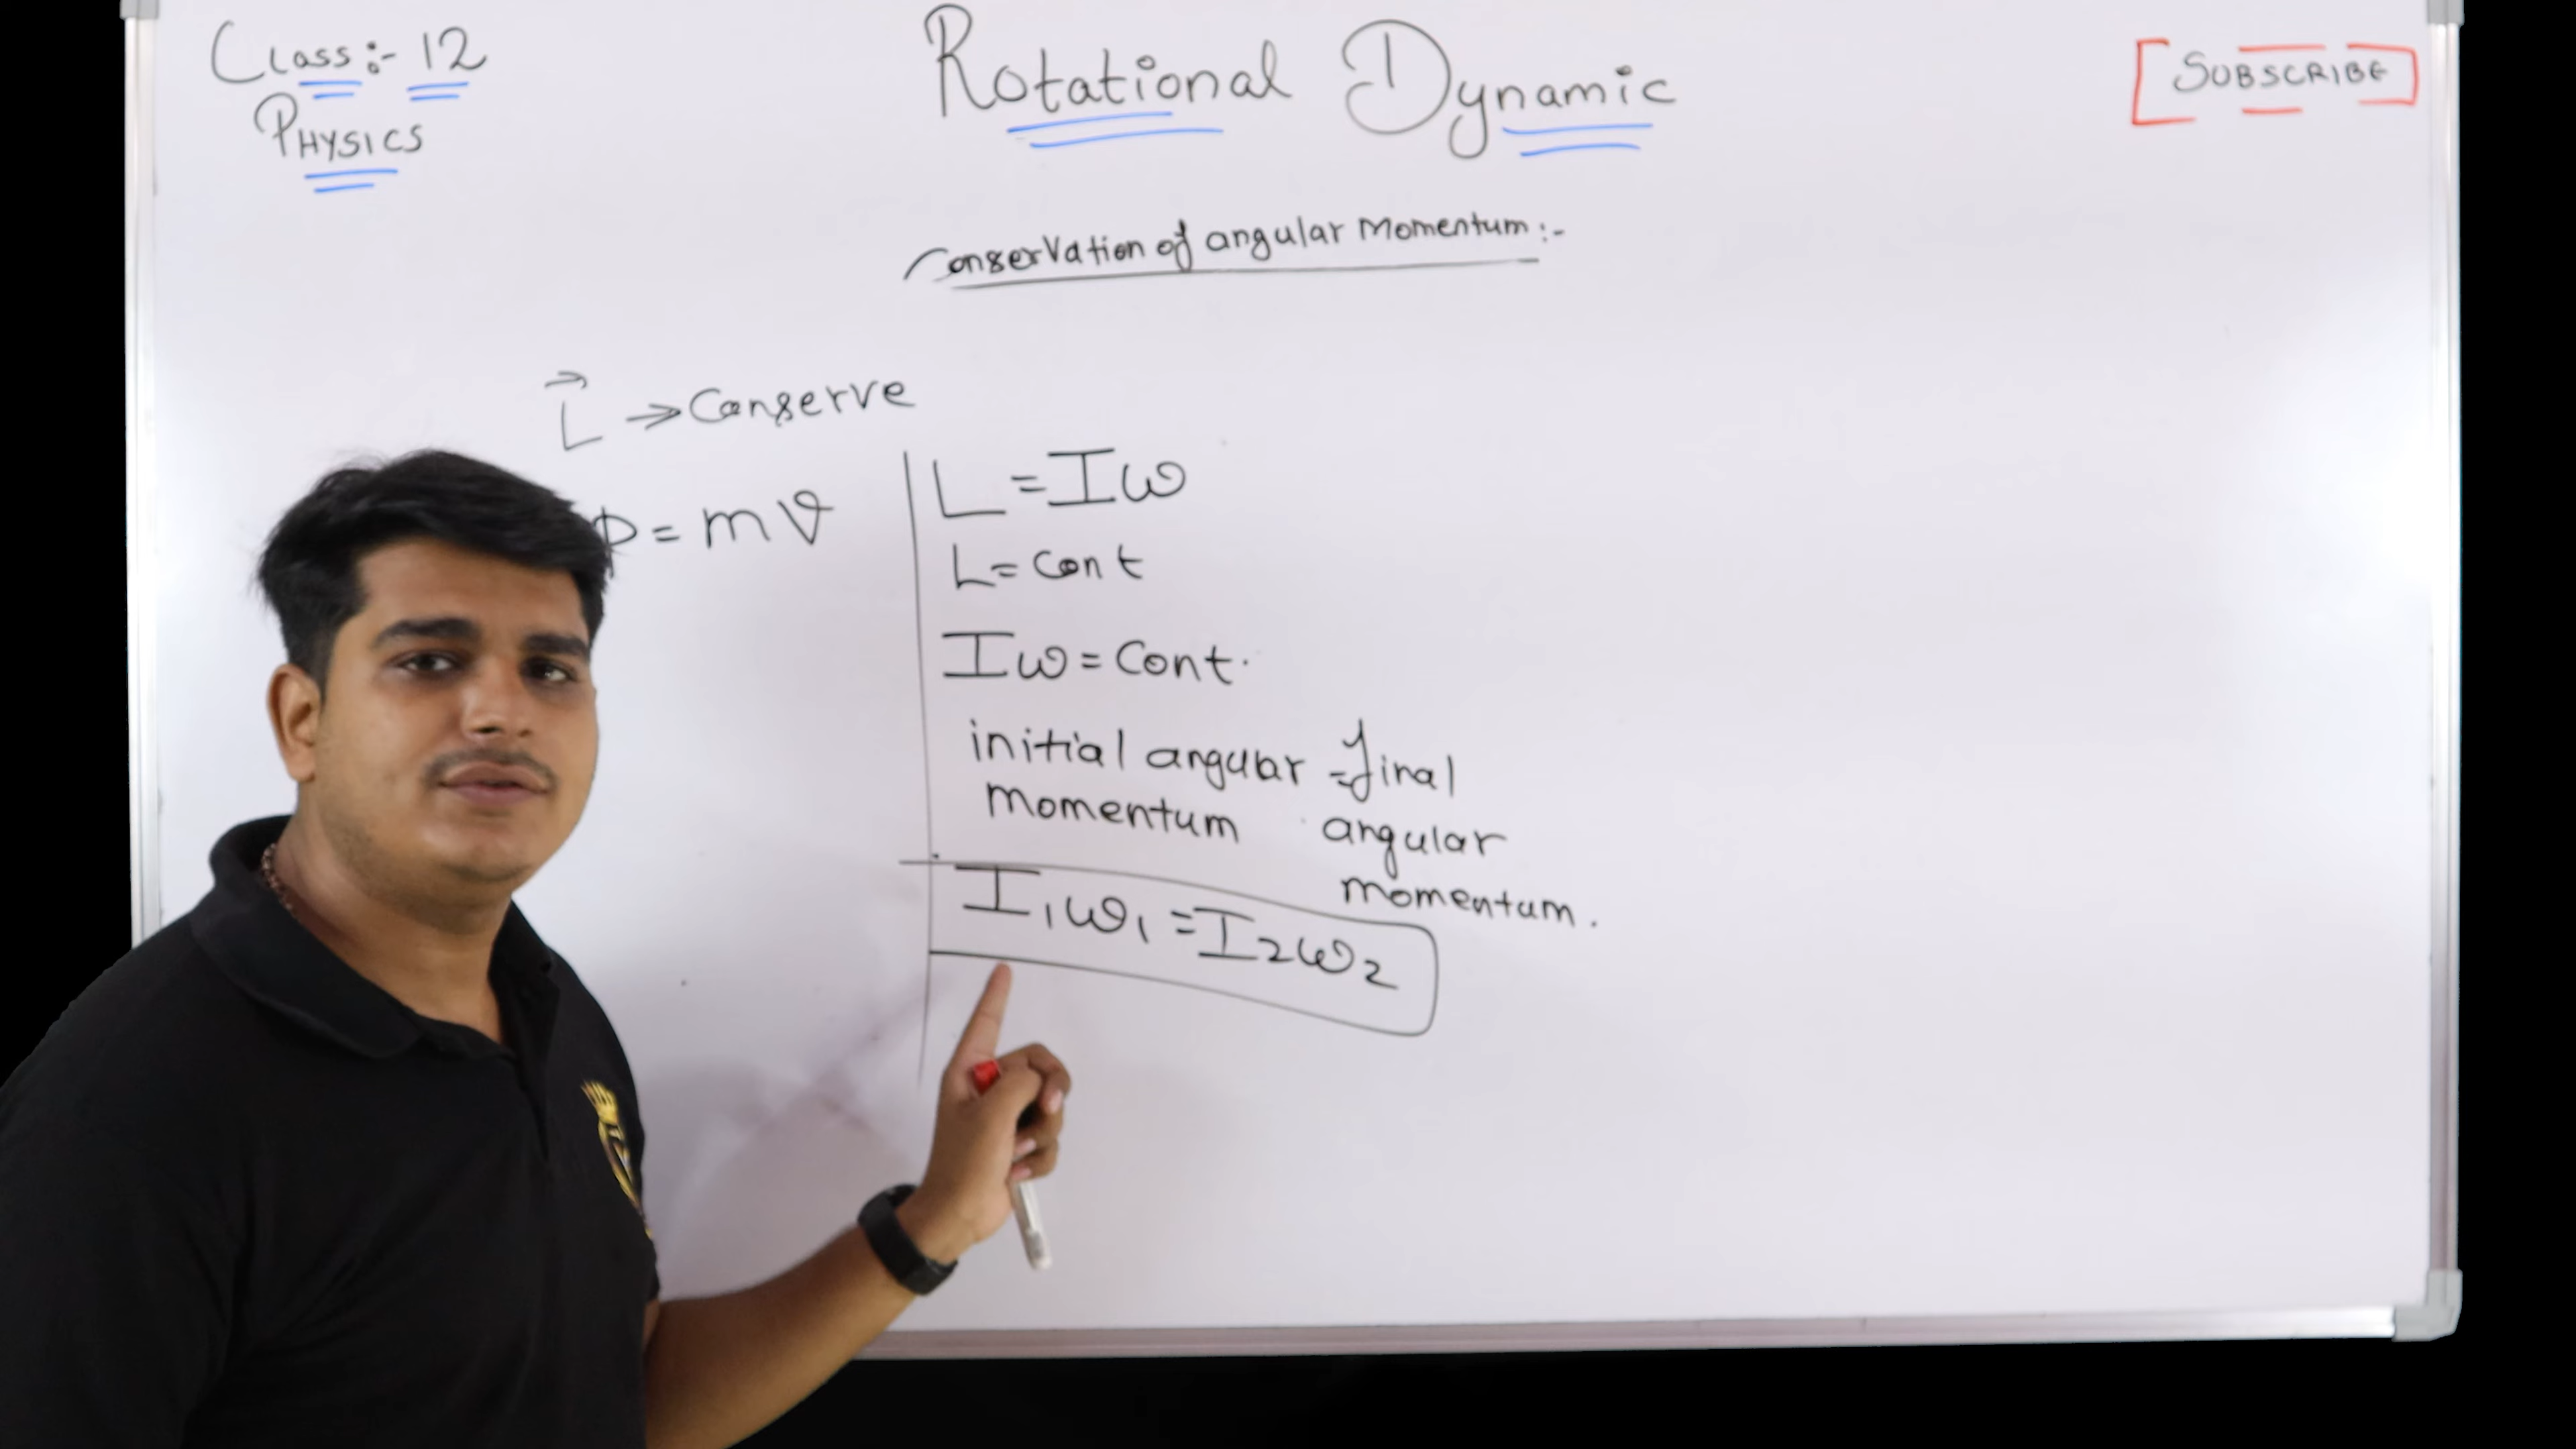 Class:- 12
Physics
Rotational Dynamic
SUBSCRIBE
Conservation of angular Momentum:-
L⃗ → Conserve
p = mv
L = Iω
L = Cont
Iω = Cont.
initial angular = final
momentum angular
momentum.
I₁ω₁ = I₂ω₂